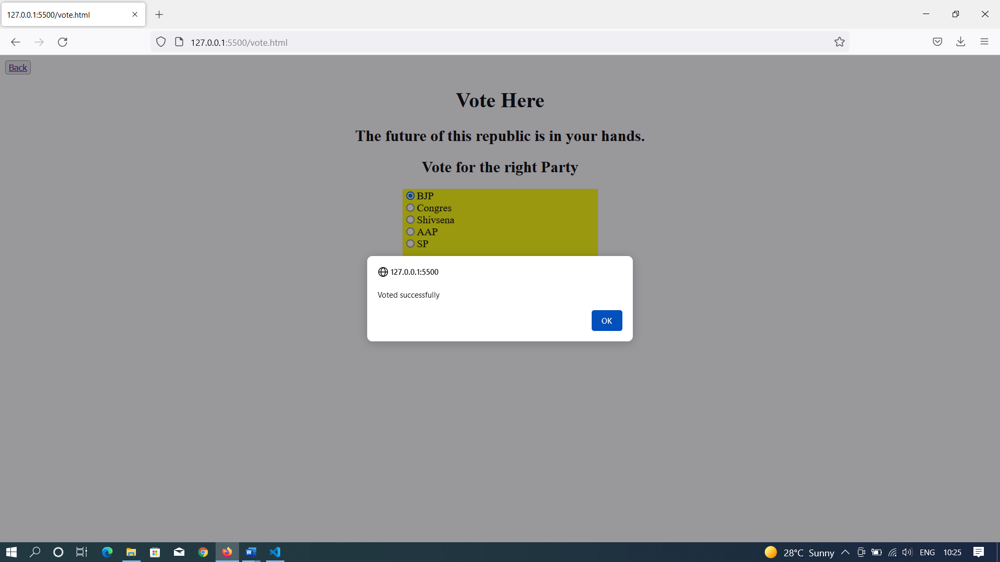 127.0.0.1:5500/vote.html
127.0.0.1:5500/vote.html
Back
Vote Here
The future of this republic is in your hands.
Vote for the right Party
BJP
Congres
Shivsena
AAP
SP
127.0.0.1:5500
Voted successfully
OK
28°C Sunny ENG 10:25